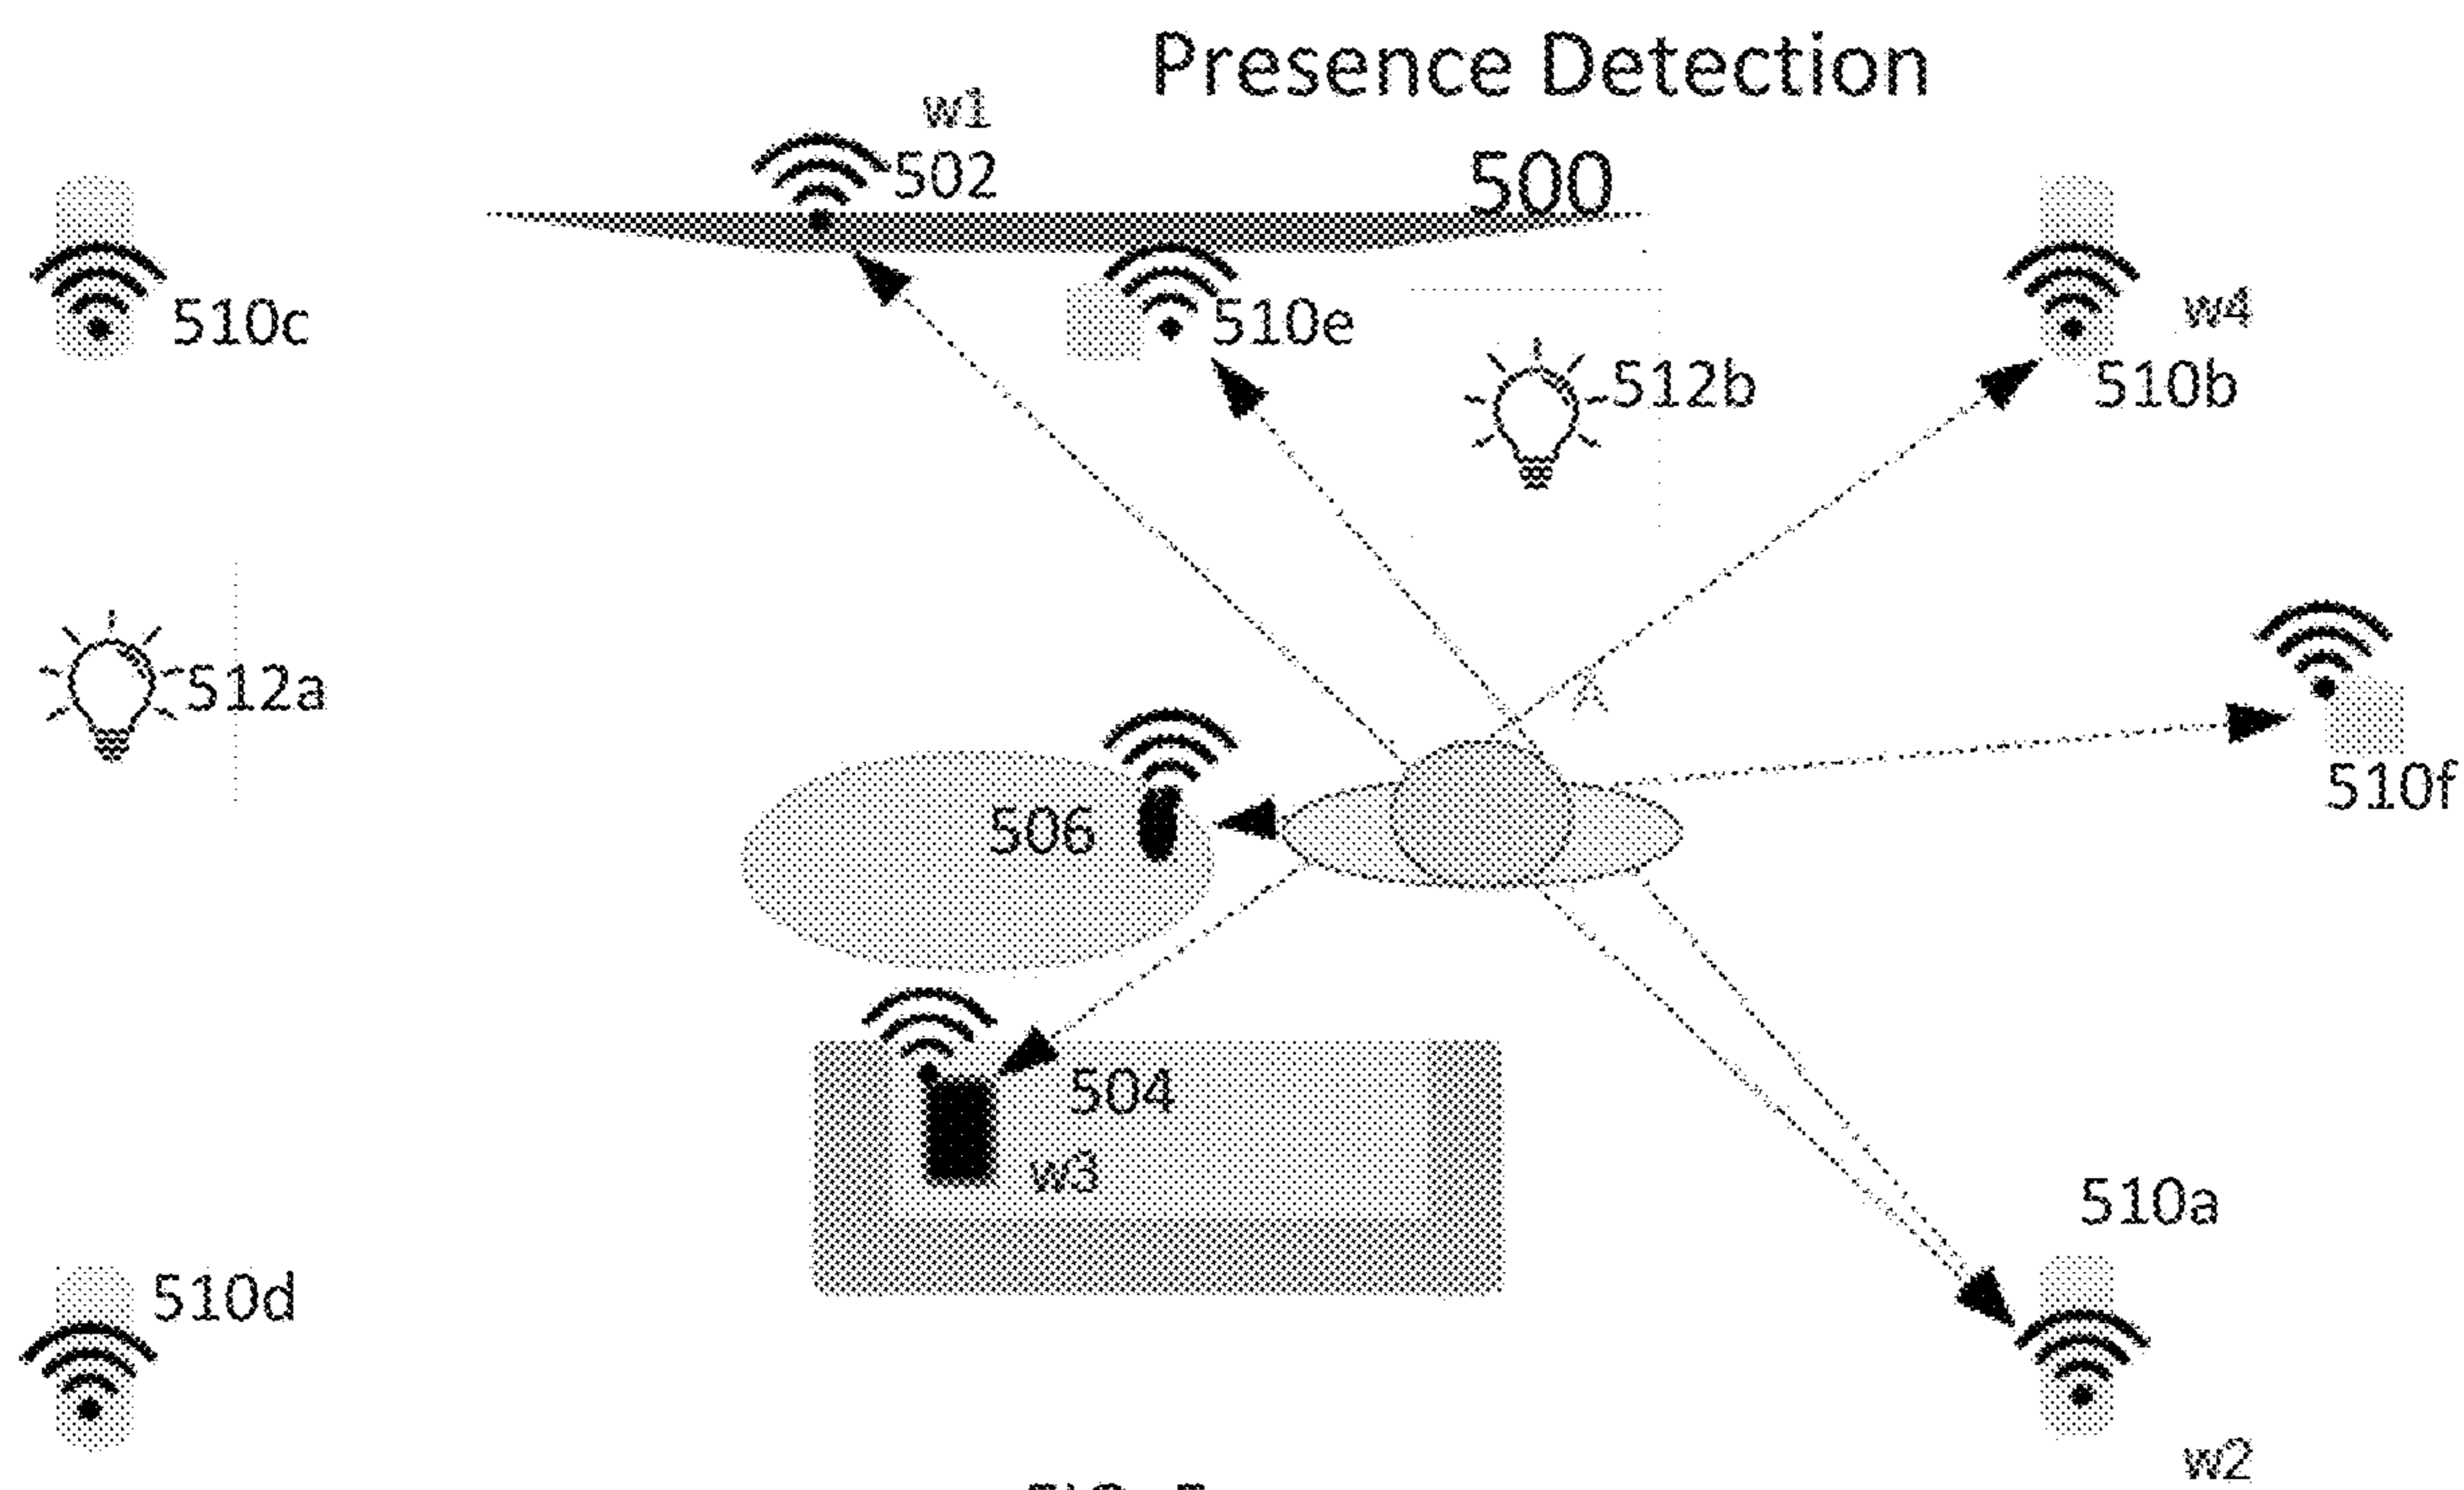 Presence Detection
w1
502
500
510c
510e
w4
512b
510b
512a
A
506
510f
504
w3
510a
510d
w2